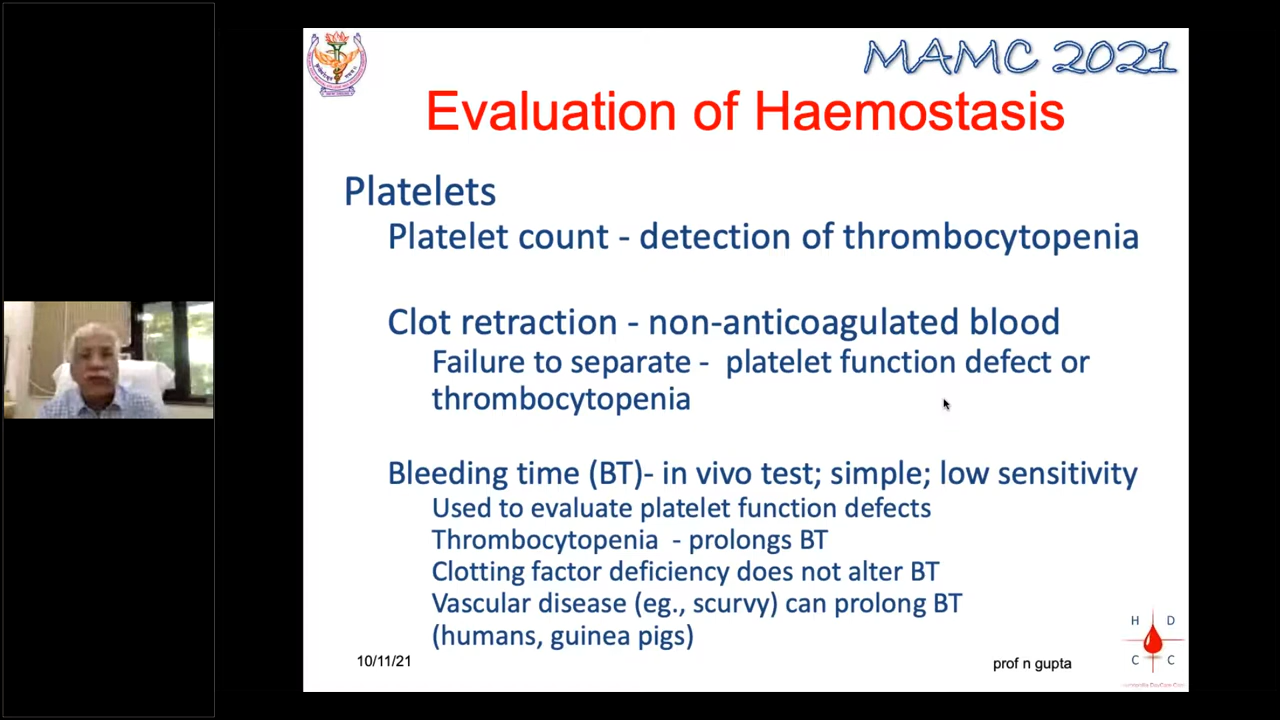 MAMC 2021
Evaluation of Haemostasis
Platelets
Platelet count - detection of thrombocytopenia
Clot retraction - non-anticoagulated blood
Failure to separate - platelet function defect or
thrombocytopenia
Bleeding time (BT)- in vivo test; simple; low sensitivity
Used to evaluate platelet function defects
Thrombocytopenia - prolongs BT
Clotting factor deficiency does not alter BT
Vascular disease (eg., scurvy) can prolong BT
(humans, guinea pigs)
10/11/21
prof n gupta
H D
C C